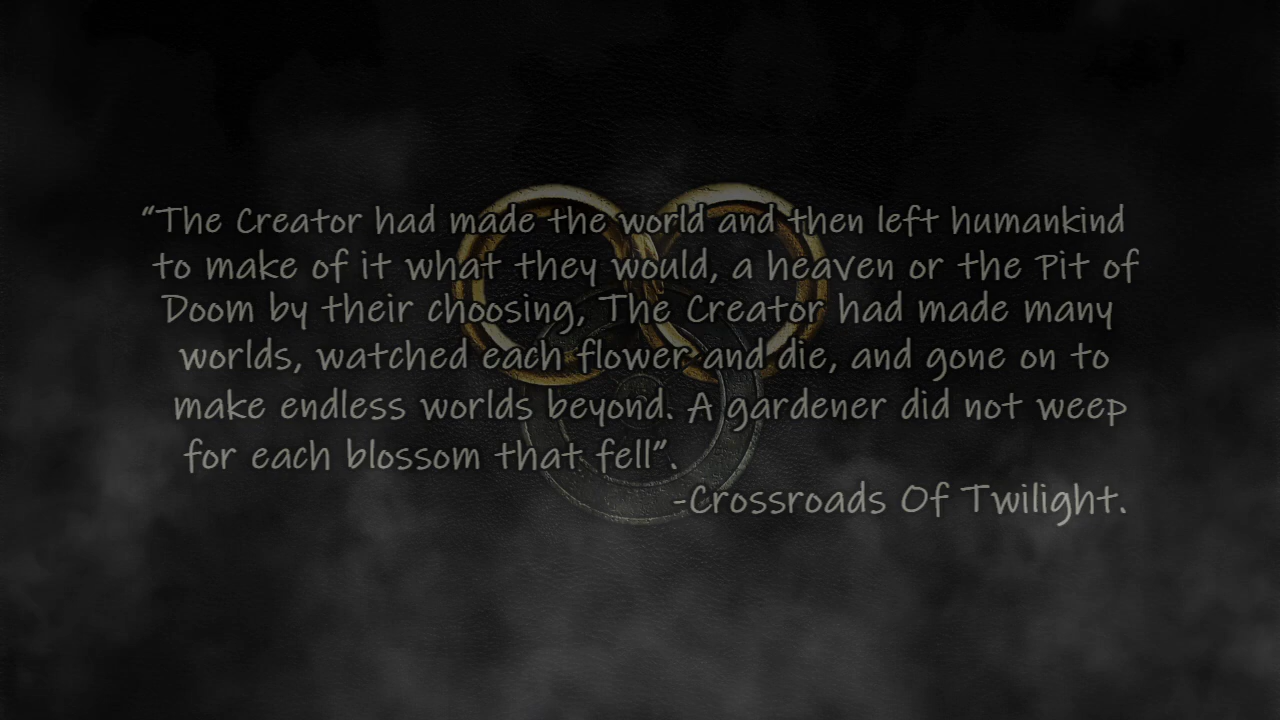 “The Creator had made the world and then left humankind
to make of it what they would, a heaven or the Pit of
Doom by their choosing, The Creator had made many
worlds, watched each flower and die, and gone on to
make endless worlds beyond. A gardener did not weep
for each blossom that fell”.
-Crossroads Of Twilight.